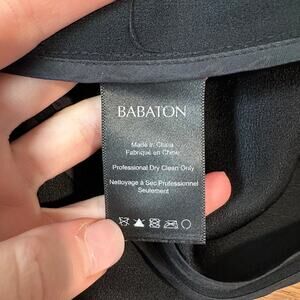 BABATON
Made in China
Fabriqué en Chine
Professional Dry Clean Only
Nettoyage à Sec Professionnel
Seulement